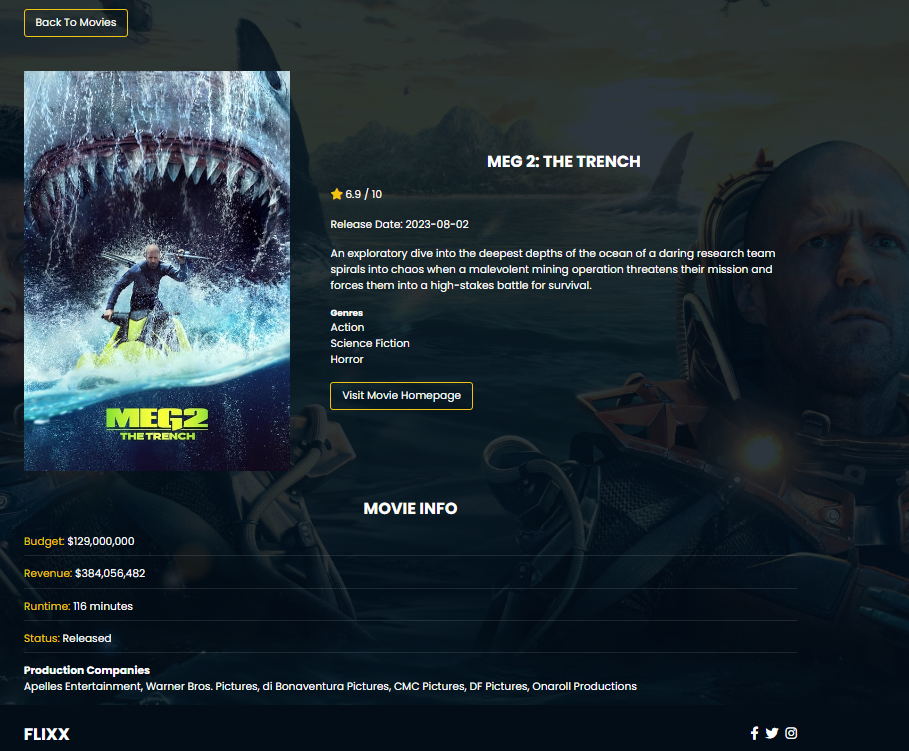 Back To Movies
MEG2
THE TRENCH
MEG 2: THE TRENCH
6.9 / 10
Release Date: 2023-08-02
An exploratory dive into the deepest depths of the ocean of a daring research team
spirals into chaos when a malevolent mining operation threatens their mission and
forces them into a high-stakes battle for survival.
Genres
Action
Science Fiction
Horror
Visit Movie Homepage
MOVIE INFO
Budget: $129,000,000
Revenue: $384,056,482
Runtime: 116 minutes
Status: Released
Production Companies
Apelles Entertainment, Warner Bros. Pictures, di Bonaventura Pictures, CMC Pictures, DF Pictures, Onaroll Productions
FLIXX